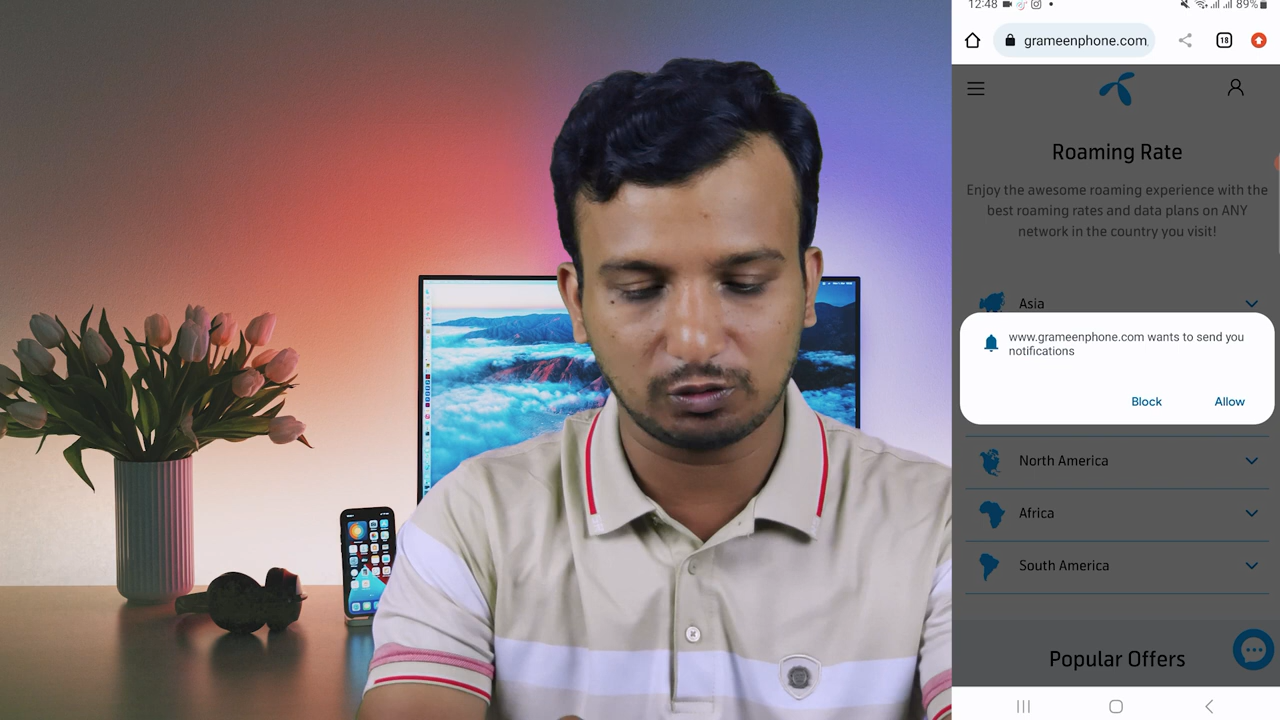 12:48
89%
grameenphone.com
18
Roaming Rate
Enjoy the awesome roaming experience with the
best roaming rates and data plans on ANY
network in the country you visit!
Asia
www.grameenphone.com wants to send you
notifications
Block
Allow
North America
Africa
South America
Popular Offers